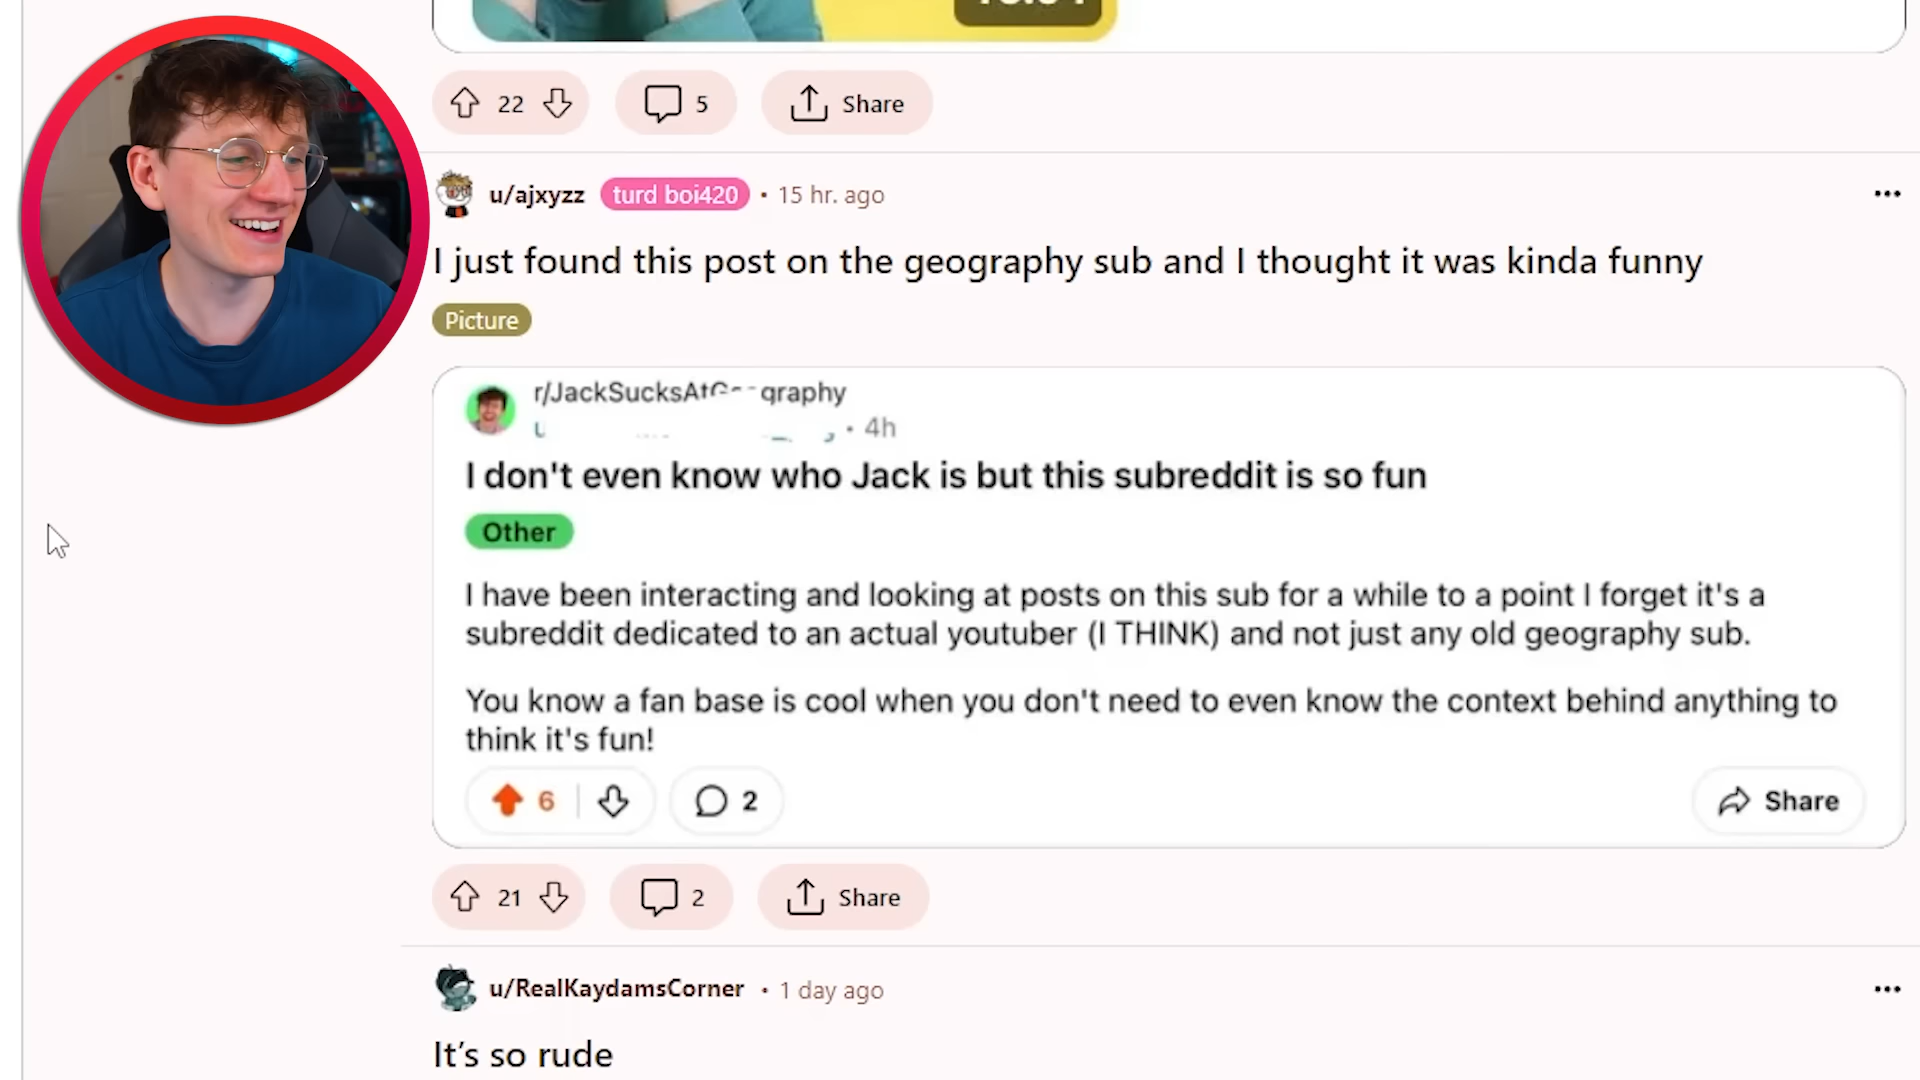 22
5
Share
u/ajxyzz turd boi420 • 15 hr. ago
I just found this post on the geography sub and I thought it was kinda funny
Picture
• 4h
I don't even know who Jack is but this subreddit is so fun
Other
I have been interacting and looking at posts on this sub for a while to a point I forget it's a
subreddit dedicated to an actual youtuber (I THINK) and not just any old geography sub.
You know a fan base is cool when you don't need to even know the context behind anything to
think it's fun!
6
2
Share
21
2
Share
u/RealKaydamsCorner • 1 day ago
It’s so rude